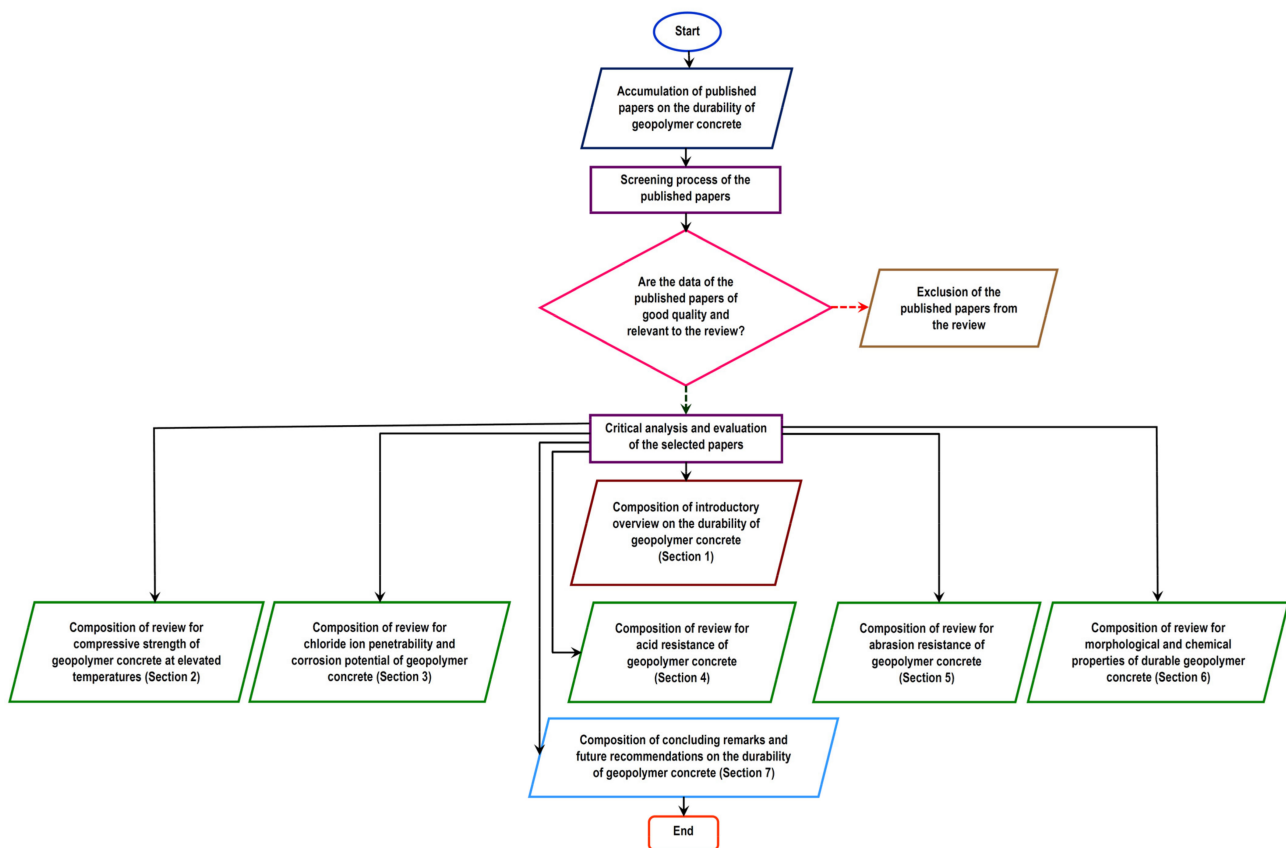 Start
Accumulation of published
papers on the durability of
geopolymer concrete
Screening process of the
published papers
Are the data of the
published papers of
good quality and
relevant to the review?
Exclusion of the
published papers from
the review
Critical analysis and evaluation
of the selected papers
Composition of introductory
overview on the durability of
geopolymer concrete
(Section 1)
Composition of review for
compressive strength of
geopolymer concrete at elevated
temperatures (Section 2)
Composition of review for
chloride ion penetrability and
corrosion potential of geopolymer
concrete (Section 3)
Composition of review for
acid resistance of
geopolymer concrete
(Section 4)
Composition of review for
abrasion resistance of
geopolymer concrete
(Section 5)
Composition of review for
morphological and chemical
properties of durable geopolymer
concrete (Section 6)
Composition of concluding remarks and
future recommendations on the durability
of geopolymer concrete (Section 7)
End